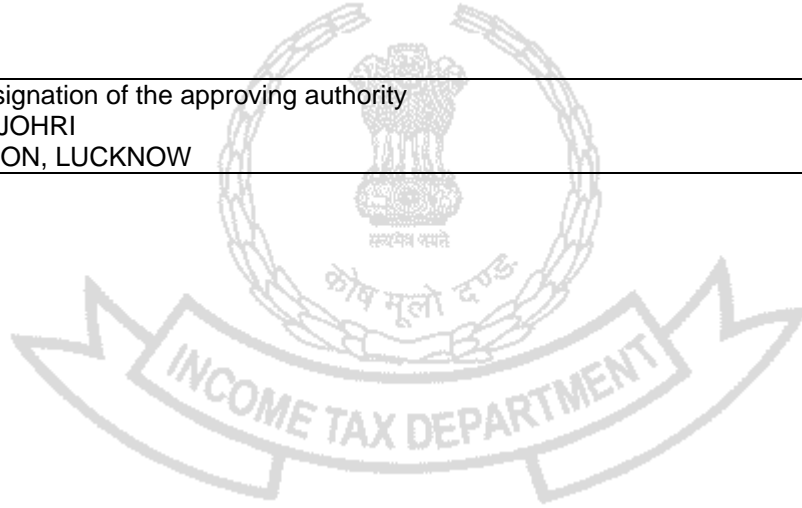 signation of the approving authority
JOHRI
ON, LUCKNOW
सत्यमेव जयते
कोष मूलो दण्डः
INCOME TAX DEPARTMENT